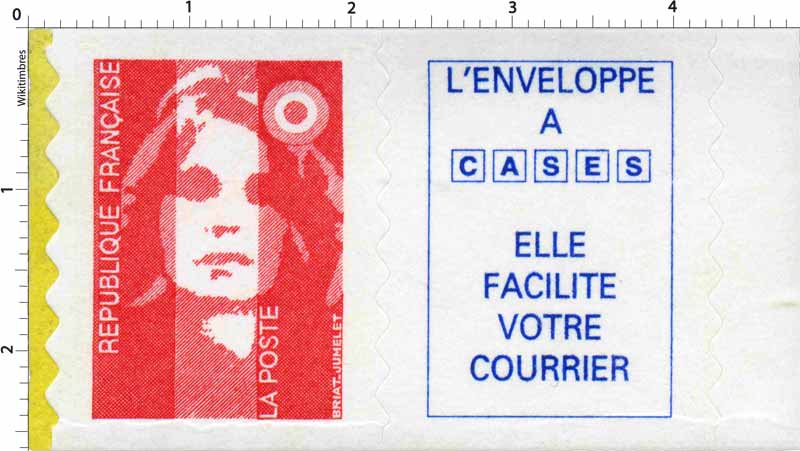 0 1 2 3 4
Wikitimbres
1
2
REPUBLIQUE FRANÇAISE
LA POSTE
BRIAT-JUMELET
L'ENVELOPPE
A
CASES
ELLE
FACILITE
VOTRE
COURRIER